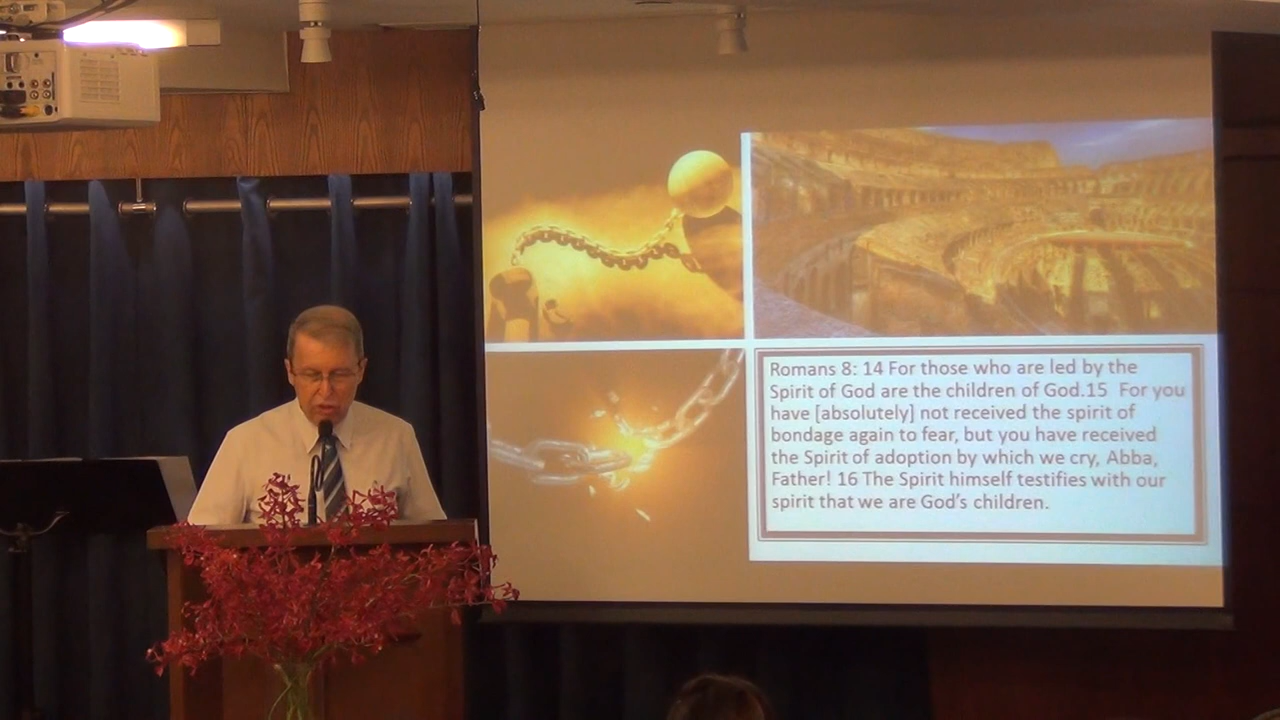 Romans 8: 14 For those who are led by the
Spirit of God are the children of God.15  For you
have [absolutely] not received the spirit of
bondage again to fear, but you have received
the Spirit of adoption by which we cry, Abba,
Father! 16 The Spirit himself testifies with our
spirit that we are God's children.